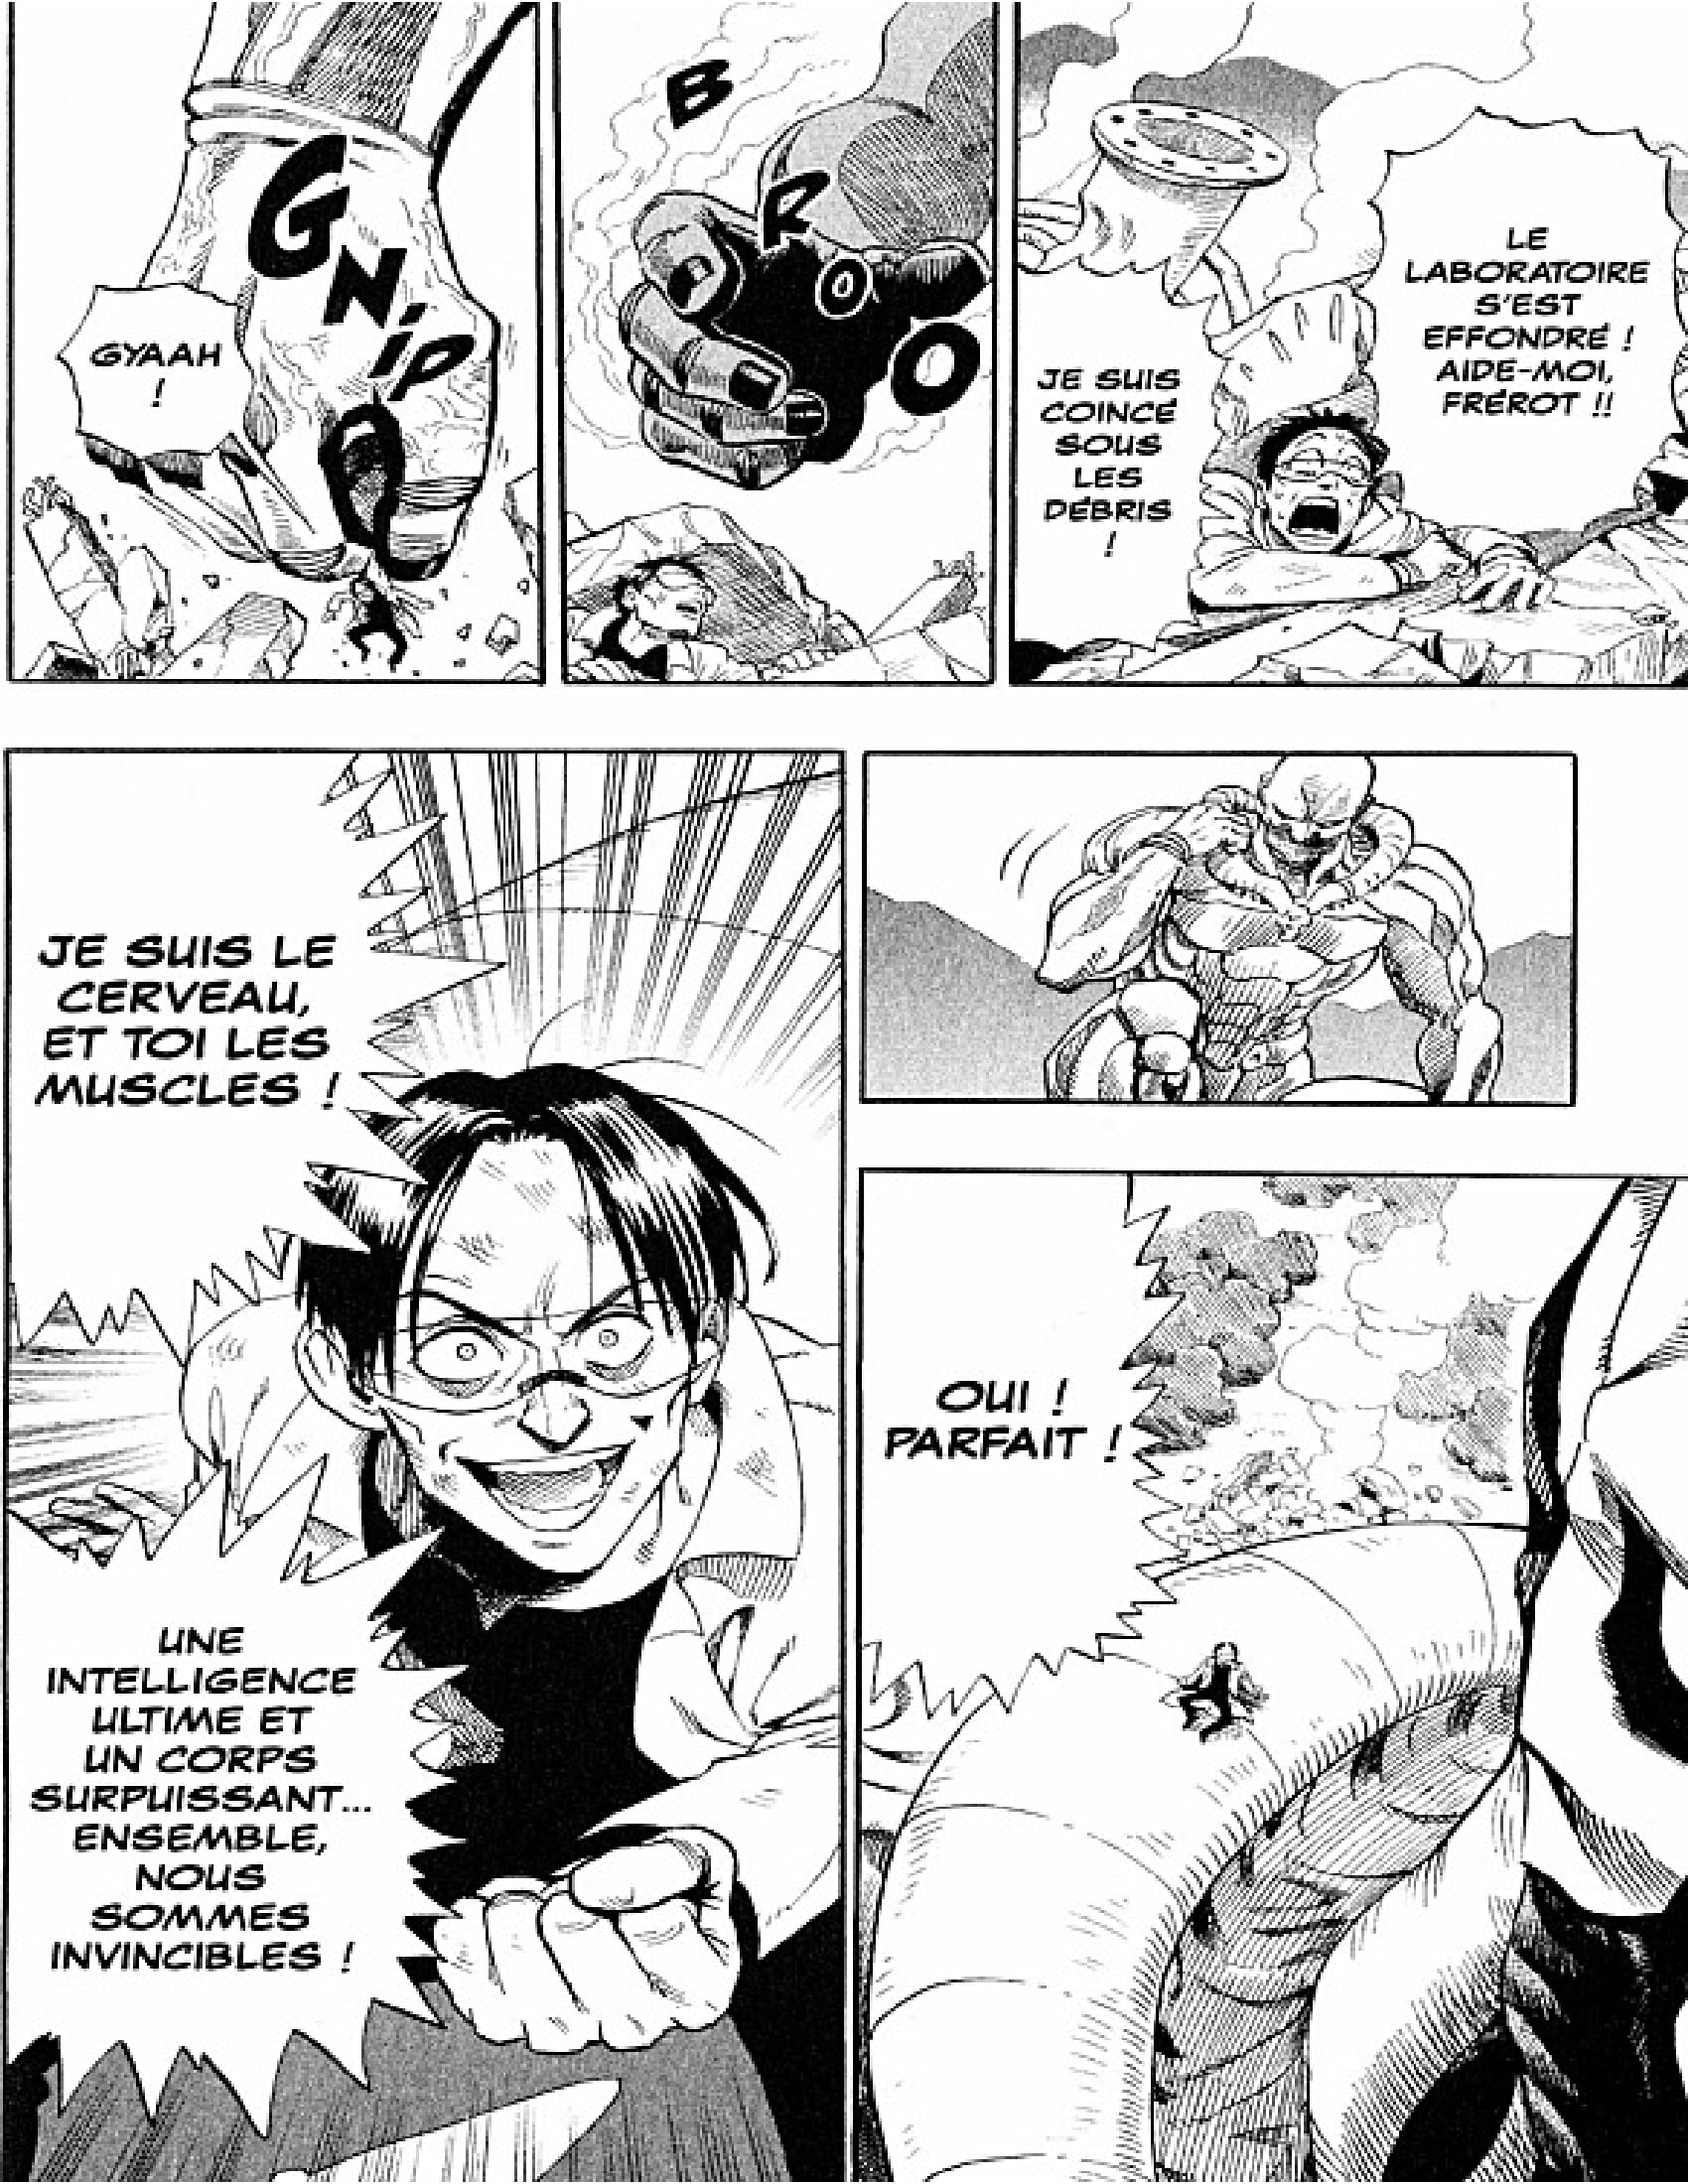 LE
LABORATOIRE
S'EST
EFFONDRÉ !
AIDE-MOI,
FRÉROT !!
JE SUIS
COINCÉ
SOUS
LES
DÉBRIS
!
BROO
GNIP
GYAAH
!
OUI !
PARFAIT !
JE SUIS LE
CERVEAU,
ET TOI LES
MUSCLES !
UNE
INTELLIGENCE
ULTIME ET
UN CORPS
SURPUISSANT...
ENSEMBLE,
NOUS
SOMMES
INVINCIBLES !